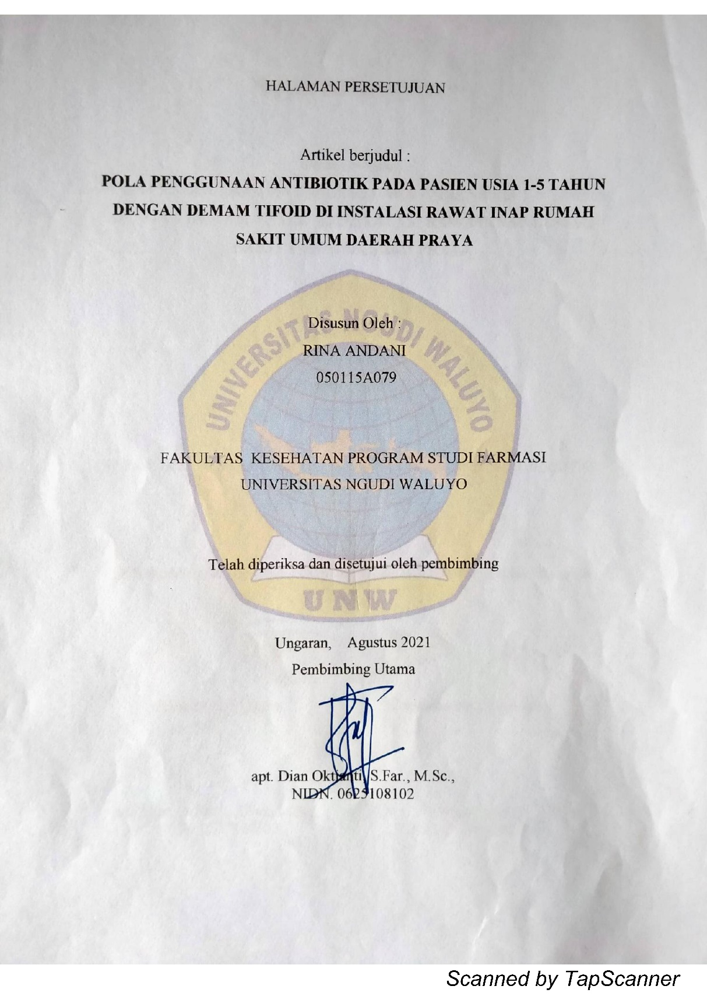 HALAMAN PERSETUJUAN
Artikel berjudul :
POLA PENGGUNAAN ANTIBIOTIK PADA PASIEN USIA 1-5 TAHUN
DENGAN DEMAM TIFOID DI INSTALASI RAWAT INAP RUMAH
SAKIT UMUM DAERAH PRAYA
UNIVERSITAS NGUDI WALUYO
Disusun Oleh :
RINA ANDANI
050115A079
FAKULTAS KESEHATAN PROGRAM STUDI FARMASI
UNIVERSITAS NGUDI WALUYO
Telah diperiksa dan disetujui oleh pembimbing
UNW
Ungaran, Agustus 2021
Pembimbing Utama
apt. Dian Oktianti, S.Far., M.Sc.,
NIDN. 0625108102
Scanned by TapScanner